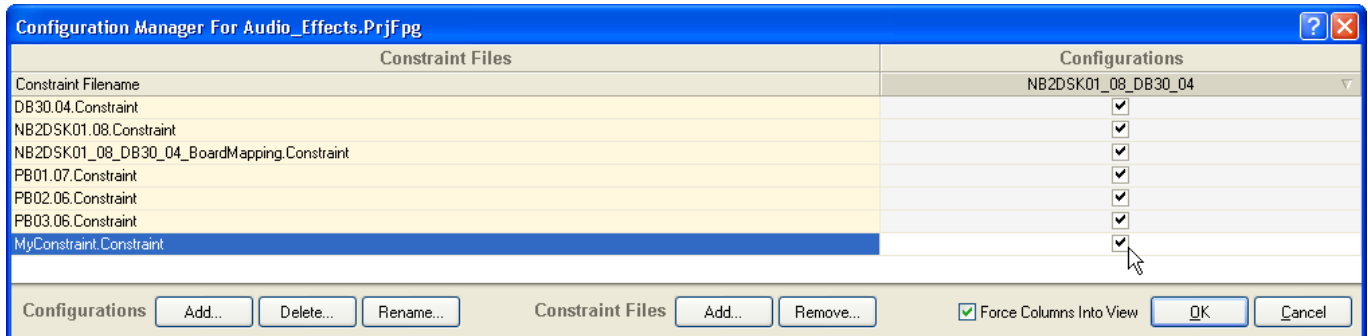 Configuration Manager For Audio_Effects.PrjFpg
Constraint Files Configurations
Constraint Filename NB2DSK01_08_DB30_04
DB30.04.Constraint
NB2DSK01.08.Constraint
NB2DSK01_08_DB30_04_BoardMapping.Constraint
PB01.07.Constraint
PB02.06.Constraint
PB03.06.Constraint
MyConstraint.Constraint
Configurations Add... Delete... Rename... Constraint Files Add... Remove... Force Columns Into View OK Cancel